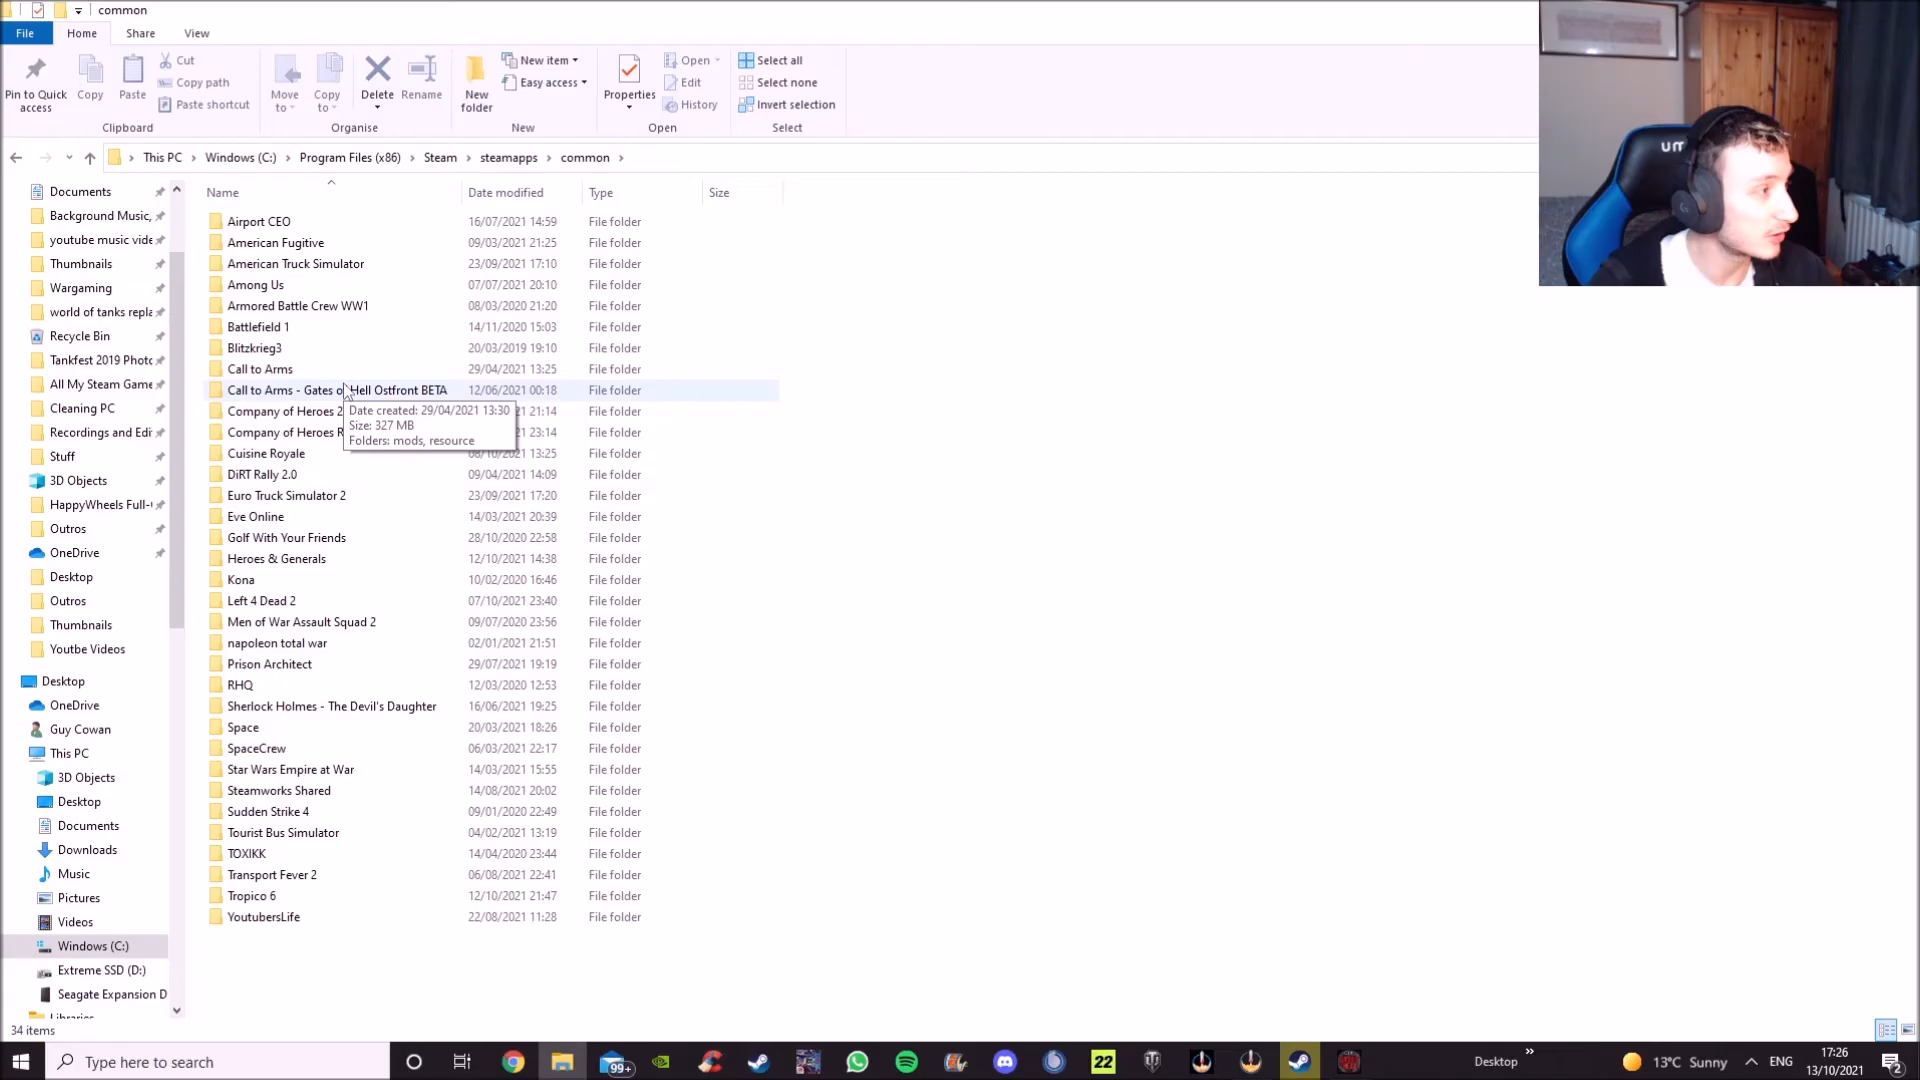 common
File Home Share View
Pin to Quick access
Copy
Paste
Cut
Copy path
Paste shortcut
Clipboard
Move to
Copy to
Delete
Rename
Organise
New folder
New item
Easy access
New
Properties
Open
Edit
History
Open
Select all
Select none
Invert selection
Select
This PC > Windows (C:) > Program Files (x86) > Steam > steamapps > common >
Name Date modified Type Size
Documents
Background Music,
youtube music vide
Thumbnails
Wargaming
world of tanks repla
Recycle Bin
Tankfest 2019 Photo
All My Steam Game
Cleaning PC
Recordings and Edi
Stuff
3D Objects
HappyWheels Full-
Outros
OneDrive
Desktop
Outros
Thumbnails
Youtbe Videos
Desktop
OneDrive
Guy Cowan
This PC
3D Objects
Desktop
Documents
Downloads
Music
Pictures
Videos
Windows (C:)
Extreme SSD (D:)
Seagate Expansion D
Libraries
Airport CEO 16/07/2021 14:59 File folder
American Fugitive 09/03/2021 21:25 File folder
American Truck Simulator 23/09/2021 17:10 File folder
Among Us 07/07/2021 20:10 File folder
Armored Battle Crew WW1 08/03/2020 21:20 File folder
Battlefield 1 14/11/2020 15:03 File folder
Blitzkrieg3 20/03/2019 19:10 File folder
Call to Arms 29/04/2021 13:25 File folder
Call to Arms - Gates o Hell Ostfront BETA 12/06/2021 00:18 File folder
Company of Heroes 2 21:14 File folder
Company of Heroes R 23:14 File folder
Date created: 29/04/2021 13:30
Size: 327 MB
Folders: mods, resource
Cuisine Royale 08/10/2021 13:25 File folder
DiRT Rally 2.0 09/04/2021 14:09 File folder
Euro Truck Simulator 2 23/09/2021 17:20 File folder
Eve Online 14/03/2021 20:39 File folder
Golf With Your Friends 28/10/2020 22:58 File folder
Heroes & Generals 12/10/2021 14:38 File folder
Kona 10/02/2020 16:46 File folder
Left 4 Dead 2 07/10/2021 23:40 File folder
Men of War Assault Squad 2 09/07/2020 23:56 File folder
napoleon total war 02/01/2021 21:51 File folder
Prison Architect 29/07/2021 19:19 File folder
RHQ 12/03/2020 12:53 File folder
Sherlock Holmes - The Devil's Daughter 16/06/2021 19:25 File folder
Space 20/03/2021 18:26 File folder
SpaceCrew 06/03/2021 22:17 File folder
Star Wars Empire at War 14/03/2021 15:55 File folder
Steamworks Shared 14/08/2021 20:02 File folder
Sudden Strike 4 09/01/2020 22:49 File folder
Tourist Bus Simulator 04/02/2021 13:19 File folder
TOXIKK 14/04/2020 23:44 File folder
Transport Fever 2 06/08/2021 22:41 File folder
Tropico 6 12/10/2021 21:47 File folder
YoutubersLife 22/08/2021 11:28 File folder
34 items
Type here to search
99+
22
Desktop
13°C Sunny
ENG
17:26
13/10/2021
2